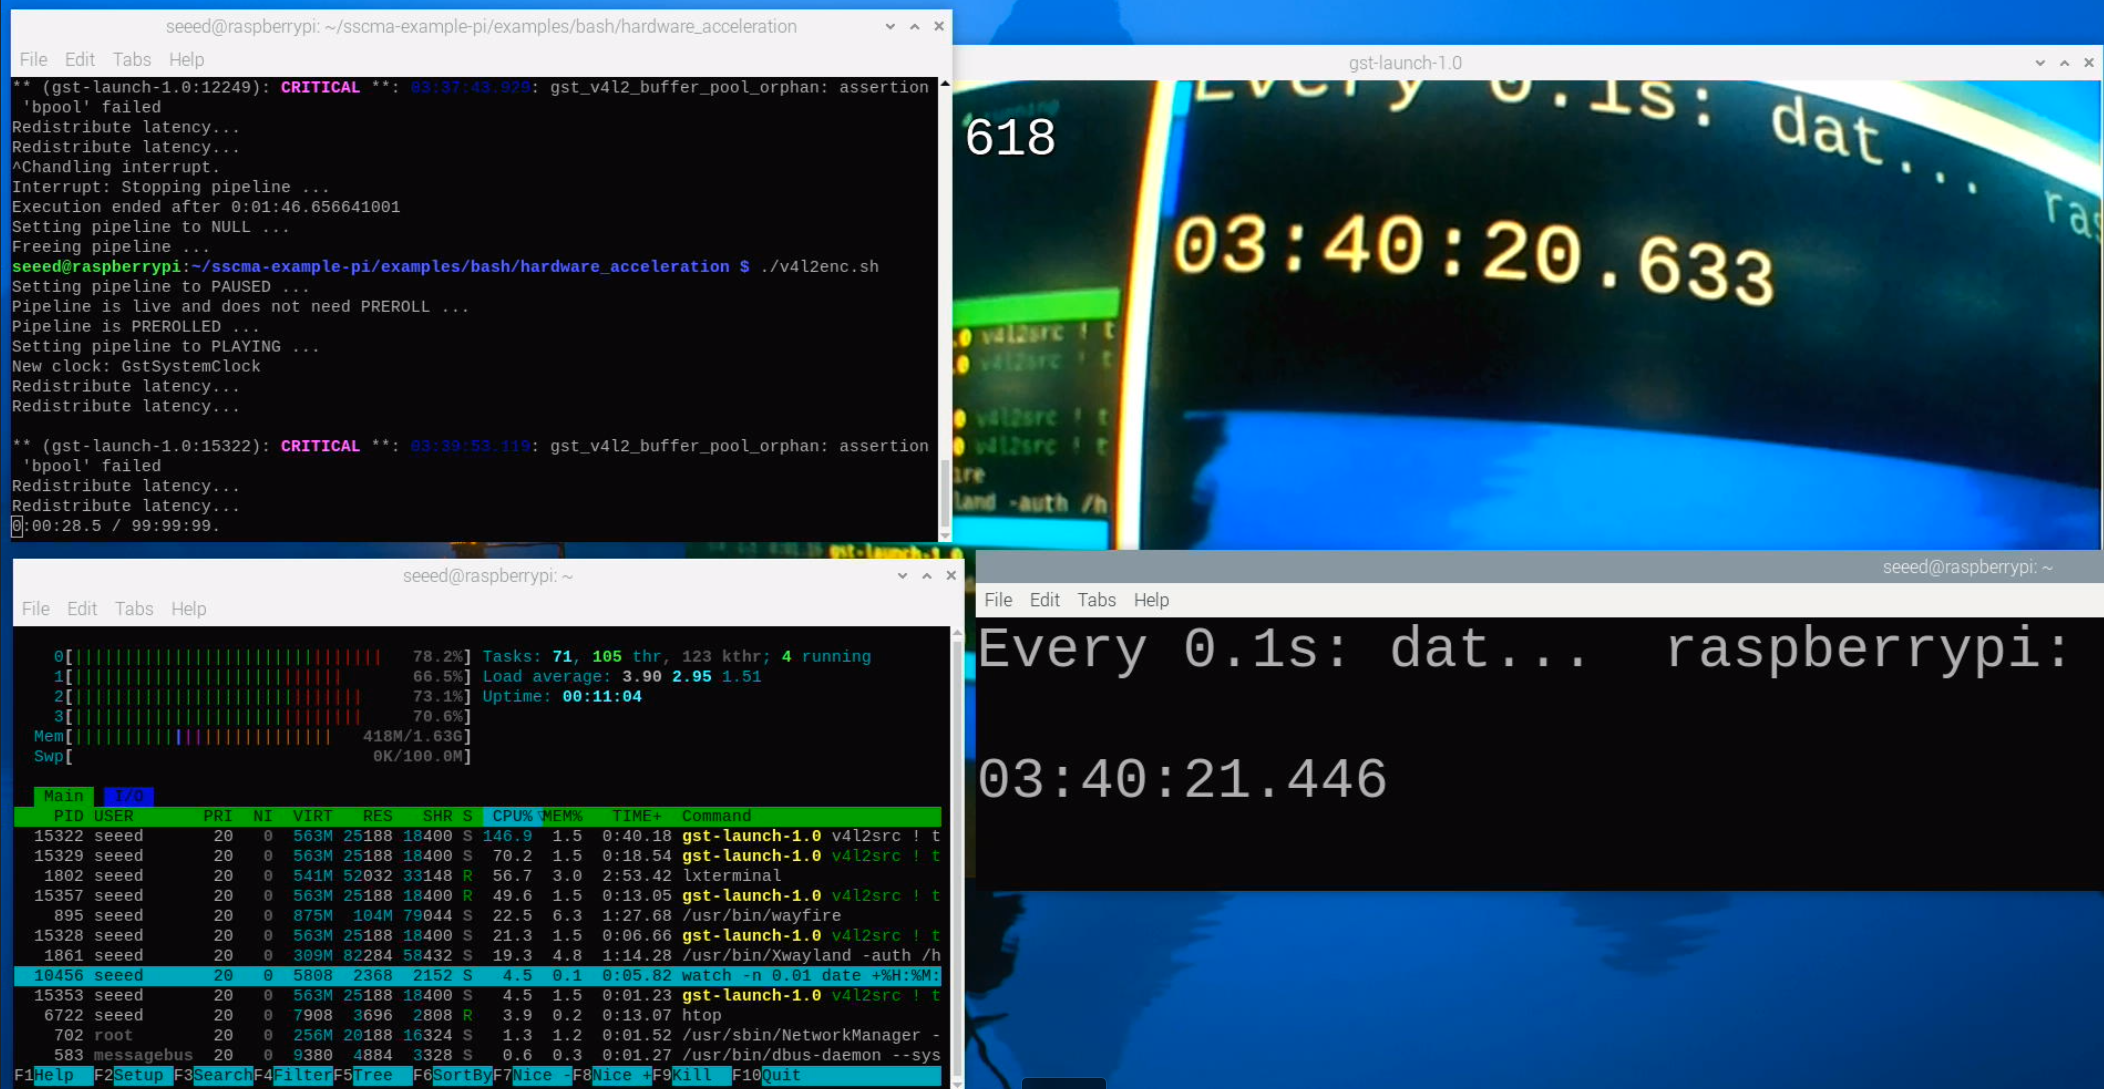 seeed@raspberrypi: ~/sscma-example-pi/examples/bash/hardware_acceleration
File Edit Tabs Help
** (gst-launch-1.0:12249): CRITICAL **: 03:37:43.929: gst_v4l2_buffer_pool_orphan: assertion
'bpool' failed
Redistribute latency...
Redistribute latency...
^Chandling interrupt.
Interrupt: Stopping pipeline ...
Execution ended after 0:01:46.656641001
Setting pipeline to NULL ...
Freeing pipeline ...
seeed@raspberrypi:~/sscma-example-pi/examples/bash/hardware_acceleration $ ./v4l2enc.sh
Setting pipeline to PAUSED ...
Pipeline is live and does not need PREROLL ...
Pipeline is PREROLLED ...
Setting pipeline to PLAYING ...
New clock: GstSystemClock
Redistribute latency...
Redistribute latency...
** (gst-launch-1.0:15322): CRITICAL **: 03:39:53.119: gst_v4l2_buffer_pool_orphan: assertion
'bpool' failed
Redistribute latency...
Redistribute latency...
0:00:28.5 / 99:99:99.
gst-launch-1.0
618
Every 0.1s: dat... ras
03:40:20.633
.0 v4l2src ! t
.0 v4l2src ! t
0 v4l2src ! t
0 v4l2src ! t
ire
land -auth /h
gst-launch-1.0
seeed@raspberrypi: ~
File Edit Tabs Help
0[ 78.2%] Tasks: 71, 105 thr, 123 kthr; 4 running
1[ 66.5%] Load average: 3.90 2.95 1.51
2[ 73.1%] Uptime: 00:11:04
3[ 70.6%]
Mem[ 418M/1.63G]
Swp[ 0K/100.0M]
Main I/O
PID USER PRI NI VIRT RES SHR S CPU%▽MEM% TIME+ Command
15322 seeed 20 0 563M 25188 18400 S 146.9 1.5 0:40.18 gst-launch-1.0 v4l2src ! t
15329 seeed 20 0 563M 25188 18400 S 70.2 1.5 0:18.54 gst-launch-1.0 v4l2src ! t
1802 seeed 20 0 541M 52032 33148 R 56.7 3.0 2:53.42 lxterminal
15357 seeed 20 0 563M 25188 18400 R 49.6 1.5 0:13.05 gst-launch-1.0 v4l2src ! t
895 seeed 20 0 875M 104M 79044 S 22.5 6.3 1:27.68 /usr/bin/wayfire
15328 seeed 20 0 563M 25188 18400 S 21.3 1.5 0:06.66 gst-launch-1.0 v4l2src ! t
1861 seeed 20 0 309M 82284 58432 S 19.3 4.8 1:14.28 /usr/bin/Xwayland -auth /h
10456 seeed 20 0 5808 2368 2152 S 4.5 0.1 0:05.82 watch -n 0.01 date +%H:%M:
15353 seeed 20 0 563M 25188 18400 S 4.5 1.5 0:01.23 gst-launch-1.0 v4l2src ! t
6722 seeed 20 0 7908 3696 2808 R 3.9 0.2 0:13.07 htop
702 root 20 0 256M 20188 16324 S 1.3 1.2 0:01.52 /usr/sbin/NetworkManager -
583 messagebus 20 0 9380 4884 3328 S 0.6 0.3 0:01.27 /usr/bin/dbus-daemon --sys
F1Help F2Setup F3SearchF4FilterF5Tree F6SortByF7Nice -F8Nice +F9Kill F10Quit
seeed@raspberrypi: ~
File Edit Tabs Help
Every 0.1s: dat... raspberrypi:
03:40:21.446